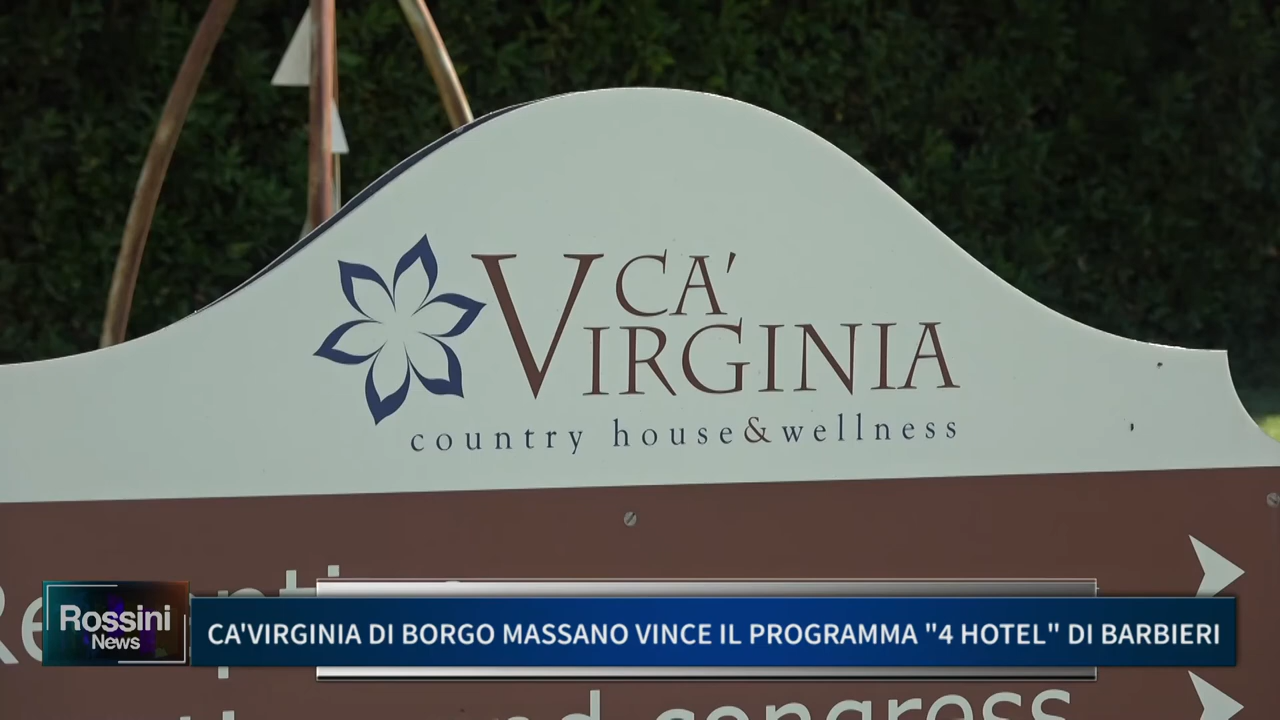 CA'
VIRGINIA
country house&wellness
Rossini
News
CA'VIRGINIA DI BORGO MASSANO VINCE IL PROGRAMMA "4 HOTEL" DI BARBIERI
congress